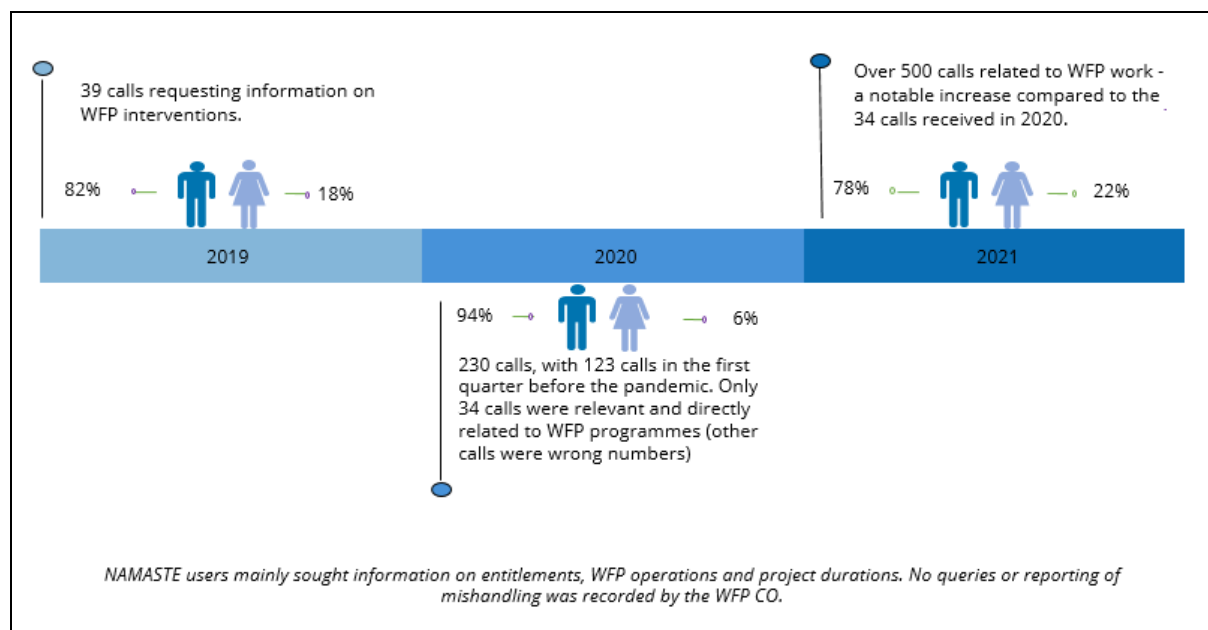 39 calls requesting information on
WFP interventions.
82%
18%
Over 500 calls related to WFP work -
a notable increase compared to the
34 calls received in 2020.
78%
22%
2019
2020
2021
94%
6%
230 calls, with 123 calls in the first
quarter before the pandemic. Only
34 calls were relevant and directly
related to WFP programmes (other
calls were wrong numbers)
NAMASTE users mainly sought information on entitlements, WFP operations and project durations. No queries or reporting of
mishandling was recorded by the WFP CO.